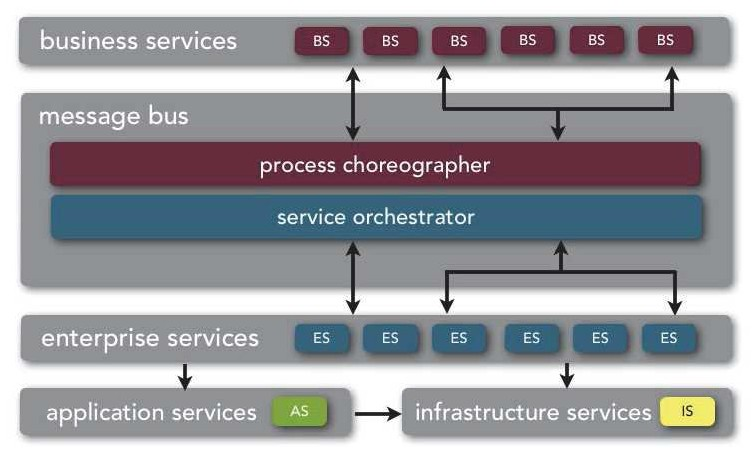 business services BS BS BS BS BS BS
message bus
process choreographer
service orchestrator
enterprise services ES ES ES ES ES ES
application services AS infrastructure services IS